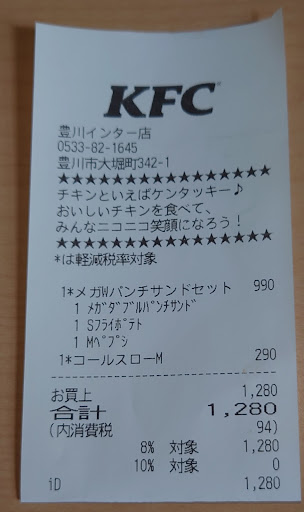 KFC
豊川インター店
0533-82-1645
豊川市大堀町342-1
★★★★★★★★★★★★★★★★★★
チキンといえばケンタッキー♪
おいしいチキンを食べて、
みんなニコニコ笑顔になろう！
★★★★★★★★★★★★★★★★★★
*は軽減税率対象
1*メガWパンチサンドセット 990
1 ﾒｶﾞﾀﾞﾌﾞﾙﾊﾟﾝﾁｻﾝﾄﾞ
1 Sﾌﾗｲﾎﾟﾃﾄ
1 Mﾍﾟﾌﾟｼ
1*コールスローM 290
お買上 1,280
合計 1,280
(内消費税 94)
8% 対象 1,280
10% 対象 0
iD 1,280